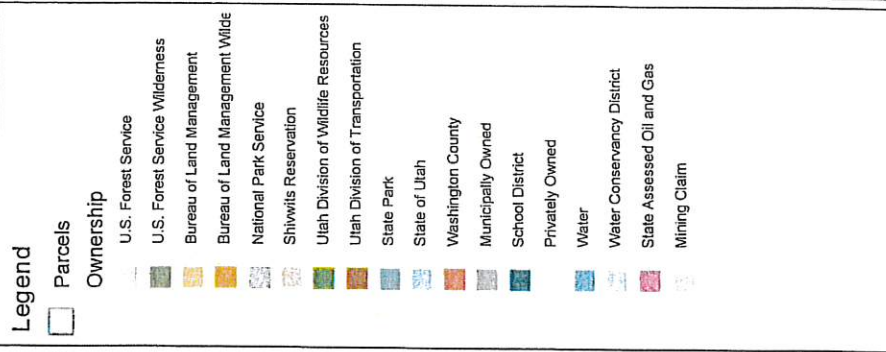 Legend
Parcels
Ownership
U.S. Forest Service
U.S. Forest Service Wilderness
Bureau of Land Management
Bureau of Land Management Wilde
National Park Service
Shivwits Reservation
Utah Division of Wildlife Resources
Utah Division of Transportation
State Park
State of Utah
Washington County
Municipally Owned
School District
Privately Owned
Water
Water Conservancy District
State Assessed Oil and Gas
Mining Claim